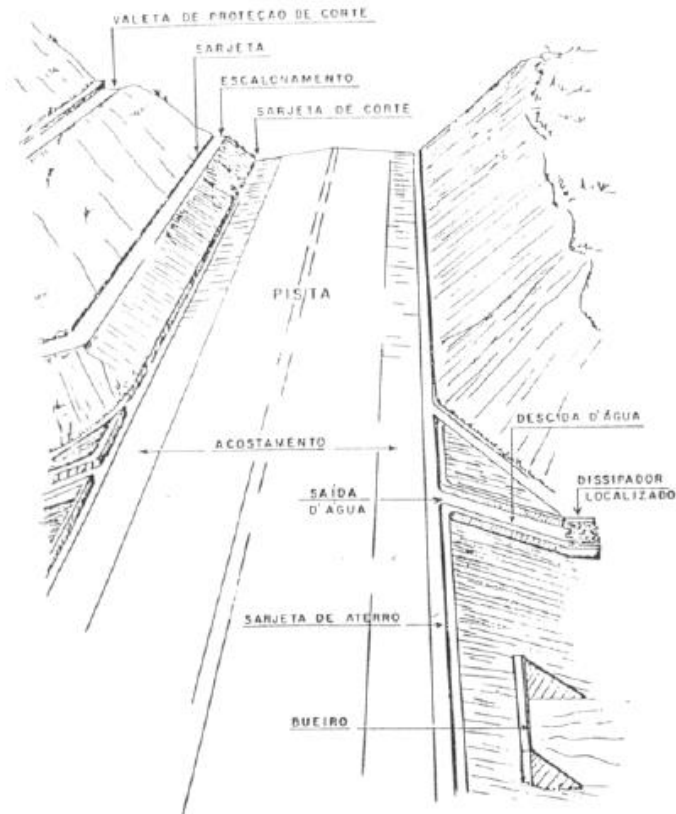 VALETA DE PROTEÇÃO DE CORTE
SARJETA
ESCALONAMENTO
SARJETA DE CORTE
PISTA
DESCIDA D'ÁGUA
ACOSTAMENTO
DISSIPADOR
LOCALIZADO
SAÍDA
D'ÁGUA
SARJETA DE ATERRO
BUEIRO